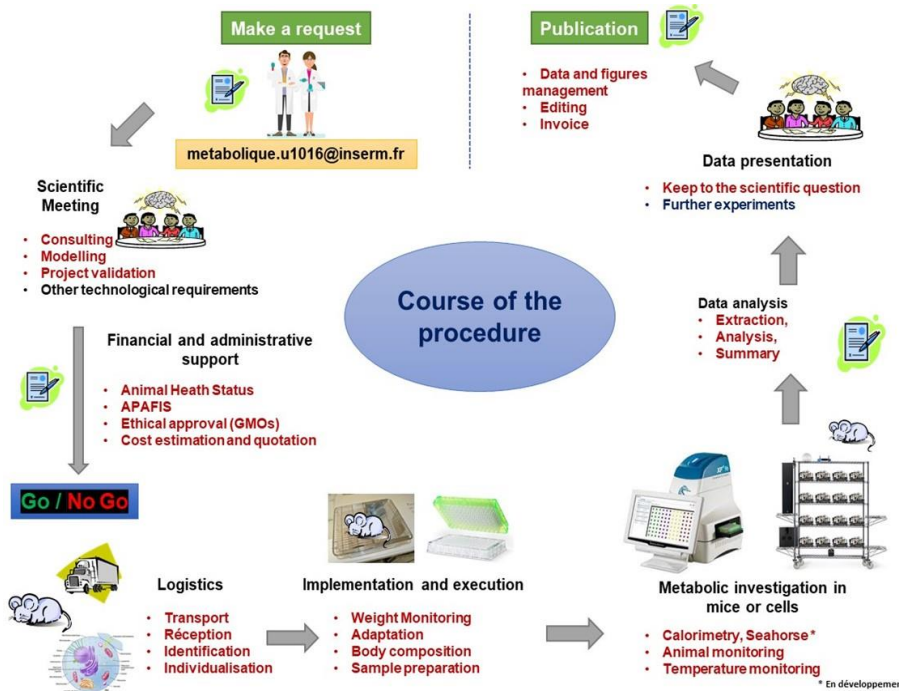 Make a request
metabolique.u1016@inserm.fr
Scientific
Meeting
• Consulting
• Modelling
• Project validation
• Other technological requirements
Financial and administrative
support
• Animal Heath Status
• APAFIS
• Ethical approval (GMOs)
• Cost estimation and quotation
Go / No Go
Logistics
• Transport
• Réception
• Identification
• Individualisation
Implementation and execution
• Weight Monitoring
• Adaptation
• Body composition
• Sample preparation
Metabolic investigation in
mice or cells
• Calorimetry, Seahorse *
• Animal monitoring
• Temperature monitoring
* En développemen
Data analysis
• Extraction,
• Analysis,
• Summary
Data presentation
• Keep to the scientific question
• Further experiments
Publication
• Data and figures
management
• Editing
• Invoice
Course of the
procedure